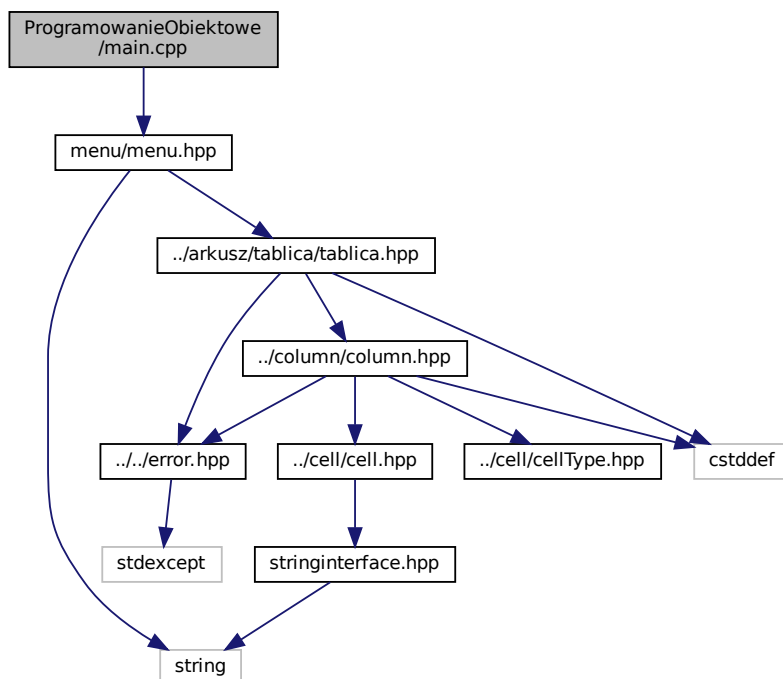 ProgramowanieObiektowe
/main.cpp
menu/menu.hpp
../arkusz/tablica/tablica.hpp
../column/column.hpp
../../error.hpp
../cell/cell.hpp
../cell/cellType.hpp
cstddef
stdexcept
stringinterface.hpp
string